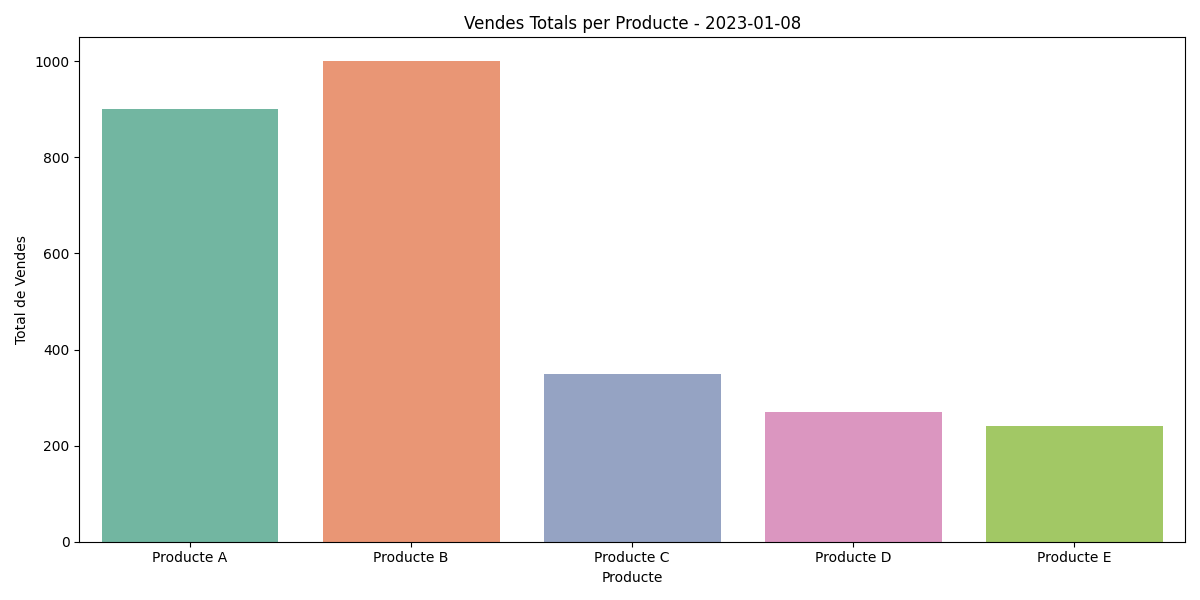 Vendes Totals per Producte - 2023-01-08
Total de Vendes
1000
800
600
400
200
0
Producte A
Producte B
Producte C
Producte D
Producte E
Producte